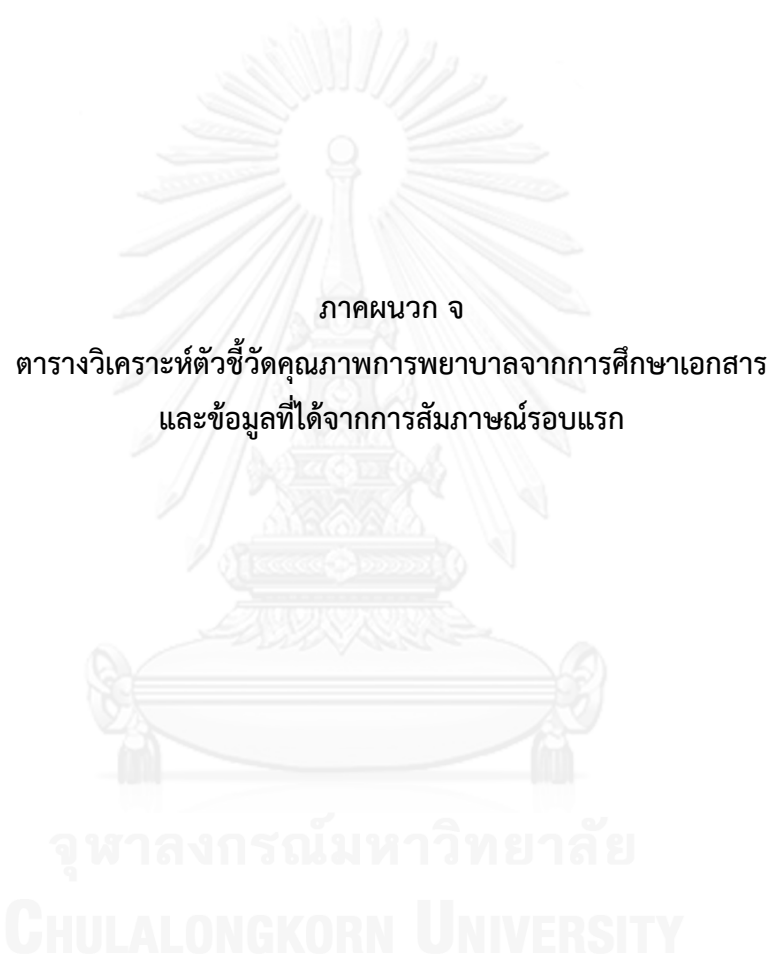 ภาคผนวก จ
ตารางวิเคราะห์ตัวชี้วัดคุณภาพการพยาบาลจากการศึกษาเอกสาร
และข้อมูลที่ได้จากการสัมภาษณ์รอบแรก
จุฬาลงกรณ์มหาวิทยาลัย
CHULALONGKORN UNIVERSITY